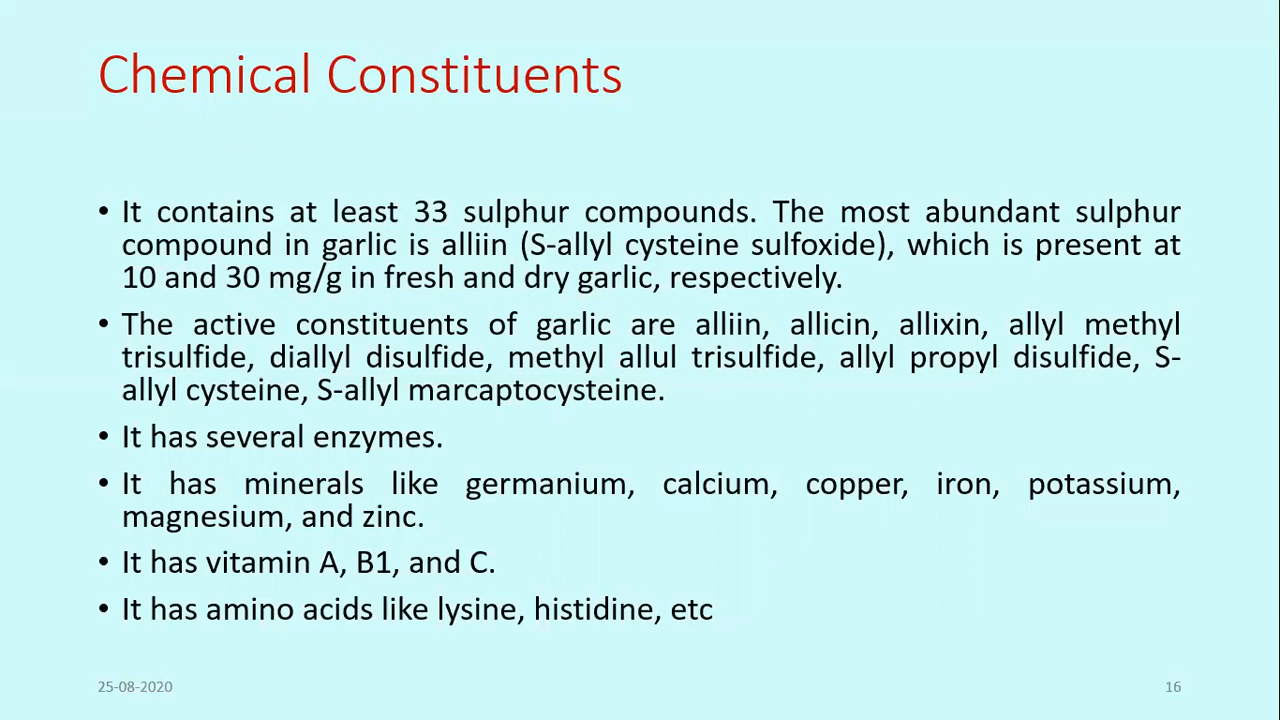 Chemical Constituents
• It contains at least 33 sulphur compounds. The most abundant sulphur
compound in garlic is alliin (S-allyl cysteine sulfoxide), which is present at
10 and 30 mg/g in fresh and dry garlic, respectively.
• The active constituents of garlic are alliin, allicin, allixin, allyl methyl
trisulfide, diallyl disulfide, methyl allul trisulfide, allyl propyl disulfide, S-
allyl cysteine, S-allyl marcaptocysteine.
• It has several enzymes.
• It has minerals like germanium, calcium, copper, iron, potassium,
magnesium, and zinc.
• It has vitamin A, B1, and C.
• It has amino acids like lysine, histidine, etc
25-08-2020
16